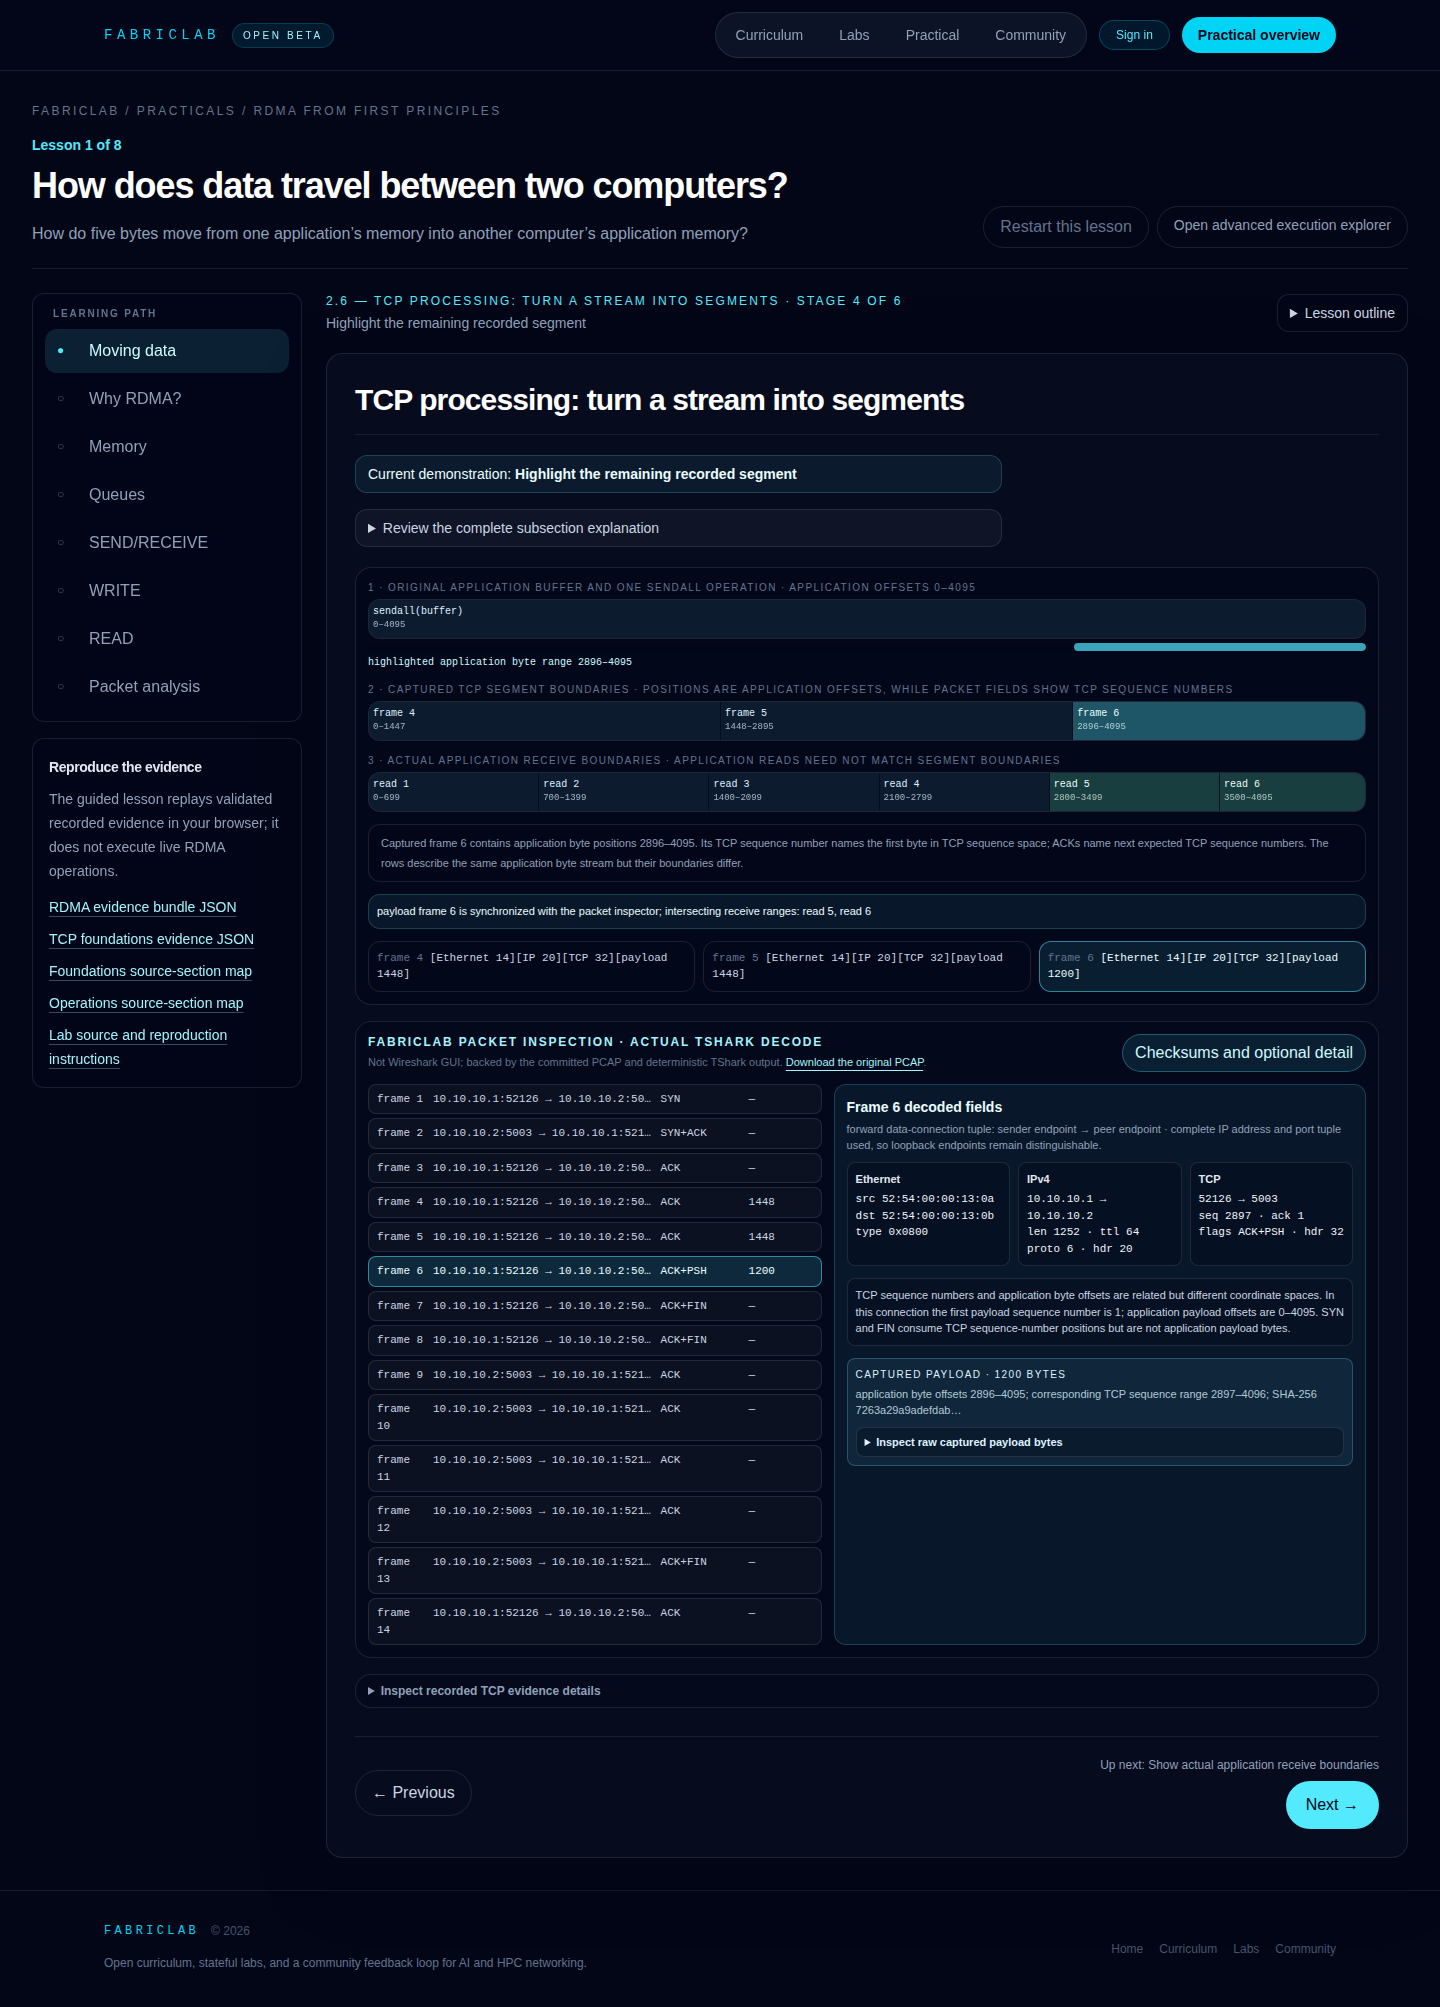 FABRICLAB OPEN BETA Curriculum Labs Practical Community Sign in Practical overview
FABRICLAB / PRACTICALS / RDMA FROM FIRST PRINCIPLES
Lesson 1 of 8
How does data travel between two computers?
How do five bytes move from one application’s memory into another computer’s application memory?
Restart this lesson Open advanced execution explorer
LEARNING PATH
Moving data
Why RDMA?
Memory
Queues
SEND/RECEIVE
WRITE
READ
Packet analysis
Reproduce the evidence
The guided lesson replays validated
recorded evidence in your browser; it
does not execute live RDMA
operations.
RDMA evidence bundle JSON
TCP foundations evidence JSON
Foundations source-section map
Operations source-section map
Lab source and reproduction
instructions
2.6 — TCP PROCESSING: TURN A STREAM INTO SEGMENTS · STAGE 4 OF 6
Highlight the remaining recorded segment
▶ Lesson outline
TCP processing: turn a stream into segments
Current demonstration: Highlight the remaining recorded segment
▶ Review the complete subsection explanation
1 · ORIGINAL APPLICATION BUFFER AND ONE SENDALL OPERATION · APPLICATION OFFSETS 0–4095
sendall(buffer)
0–4095
highlighted application byte range 2896–4095
2 · CAPTURED TCP SEGMENT BOUNDARIES · POSITIONS ARE APPLICATION OFFSETS, WHILE PACKET FIELDS SHOW TCP SEQUENCE NUMBERS
frame 4 frame 5 frame 6
0–1447 1448–2895 2896–4095
3 · ACTUAL APPLICATION RECEIVE BOUNDARIES · APPLICATION READS NEED NOT MATCH SEGMENT BOUNDARIES
read 1 read 2 read 3 read 4 read 5 read 6
0–699 700–1399 1400–2099 2100–2799 2800–3499 3500–4095
Captured frame 6 contains application byte positions 2896–4095. Its TCP sequence number names the first byte in TCP sequence space; ACKs name next expected TCP sequence numbers. The
rows describe the same application byte stream but their boundaries differ.
payload frame 6 is synchronized with the packet inspector; intersecting receive ranges: read 5, read 6
frame 4 [Ethernet 14][IP 20][TCP 32][payload
1448]
frame 5 [Ethernet 14][IP 20][TCP 32][payload
1448]
frame 6 [Ethernet 14][IP 20][TCP 32][payload
1200]
FABRICLAB PACKET INSPECTION · ACTUAL TSHARK DECODE
Not Wireshark GUI; backed by the committed PCAP and deterministic TShark output. Download the original PCAP.
Checksums and optional detail
frame 1 10.10.10.1:52126 → 10.10.10.2:50… SYN —
frame 2 10.10.10.2:5003 → 10.10.10.1:521… SYN+ACK —
frame 3 10.10.10.1:52126 → 10.10.10.2:50… ACK —
frame 4 10.10.10.1:52126 → 10.10.10.2:50… ACK 1448
frame 5 10.10.10.1:52126 → 10.10.10.2:50… ACK 1448
frame 6 10.10.10.1:52126 → 10.10.10.2:50… ACK+PSH 1200
frame 7 10.10.10.1:52126 → 10.10.10.2:50… ACK+FIN —
frame 8 10.10.10.1:52126 → 10.10.10.2:50… ACK+FIN —
frame 9 10.10.10.2:5003 → 10.10.10.1:521… ACK —
frame 10.10.10.2:5003 → 10.10.10.1:521… ACK —
10
frame 10.10.10.2:5003 → 10.10.10.1:521… ACK —
11
frame 10.10.10.2:5003 → 10.10.10.1:521… ACK —
12
frame 10.10.10.2:5003 → 10.10.10.1:521… ACK+FIN —
13
frame 10.10.10.1:52126 → 10.10.10.2:50… ACK —
14
Frame 6 decoded fields
forward data-connection tuple: sender endpoint → peer endpoint · complete IP address and port tuple
used, so loopback endpoints remain distinguishable.
Ethernet
src 52:54:00:00:13:0a
dst 52:54:00:00:13:0b
type 0x0800
IPv4
10.10.10.1 →
10.10.10.2
len 1252 · ttl 64
proto 6 · hdr 20
TCP
52126 → 5003
seq 2897 · ack 1
flags ACK+PSH · hdr 32
TCP sequence numbers and application byte offsets are related but different coordinate spaces. In
this connection the first payload sequence number is 1; application payload offsets are 0–4095. SYN
and FIN consume TCP sequence-number positions but are not application payload bytes.
CAPTURED PAYLOAD · 1200 BYTES
application byte offsets 2896–4095; corresponding TCP sequence range 2897–4096; SHA-256
7263a29a9adefdab…
▶ Inspect raw captured payload bytes
▶ Inspect recorded TCP evidence details
Up next: Show actual application receive boundaries
← Previous Next →
FABRICLAB © 2026
Open curriculum, stateful labs, and a community feedback loop for AI and HPC networking.
Home Curriculum Labs Community